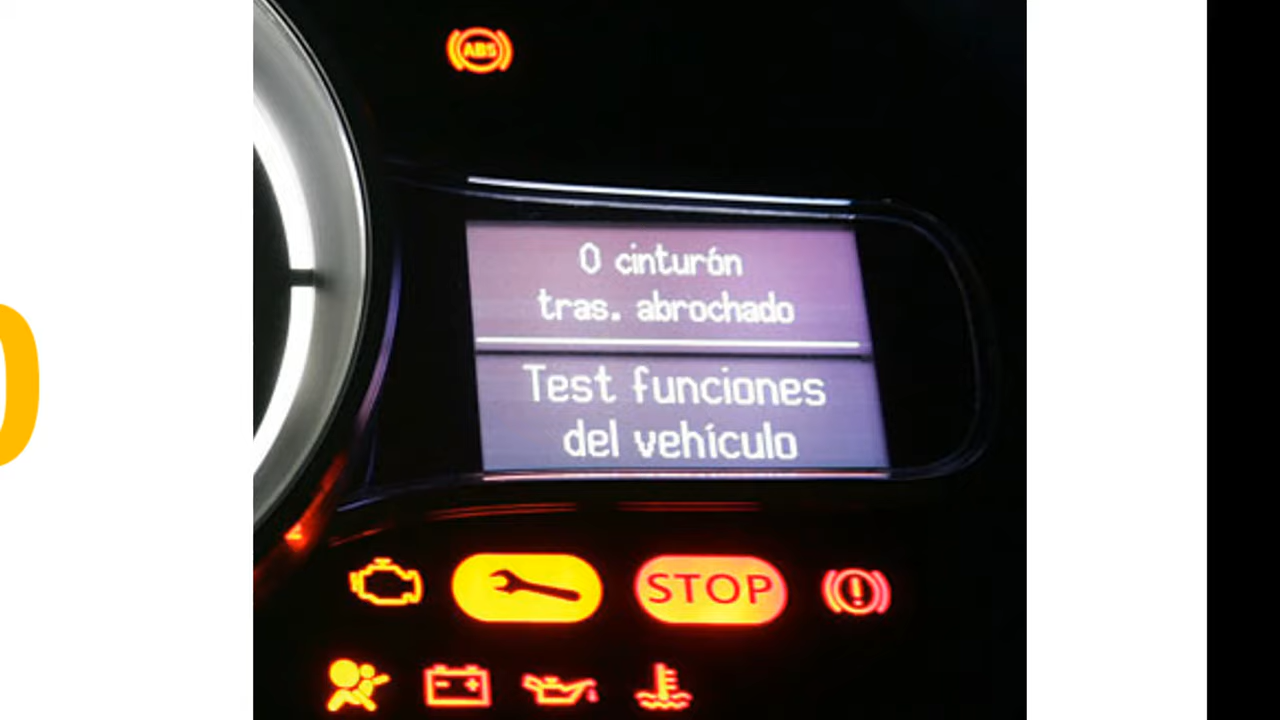 ABS
0 cinturón
tras. abrochado
Test funciones
del vehículo
STOP